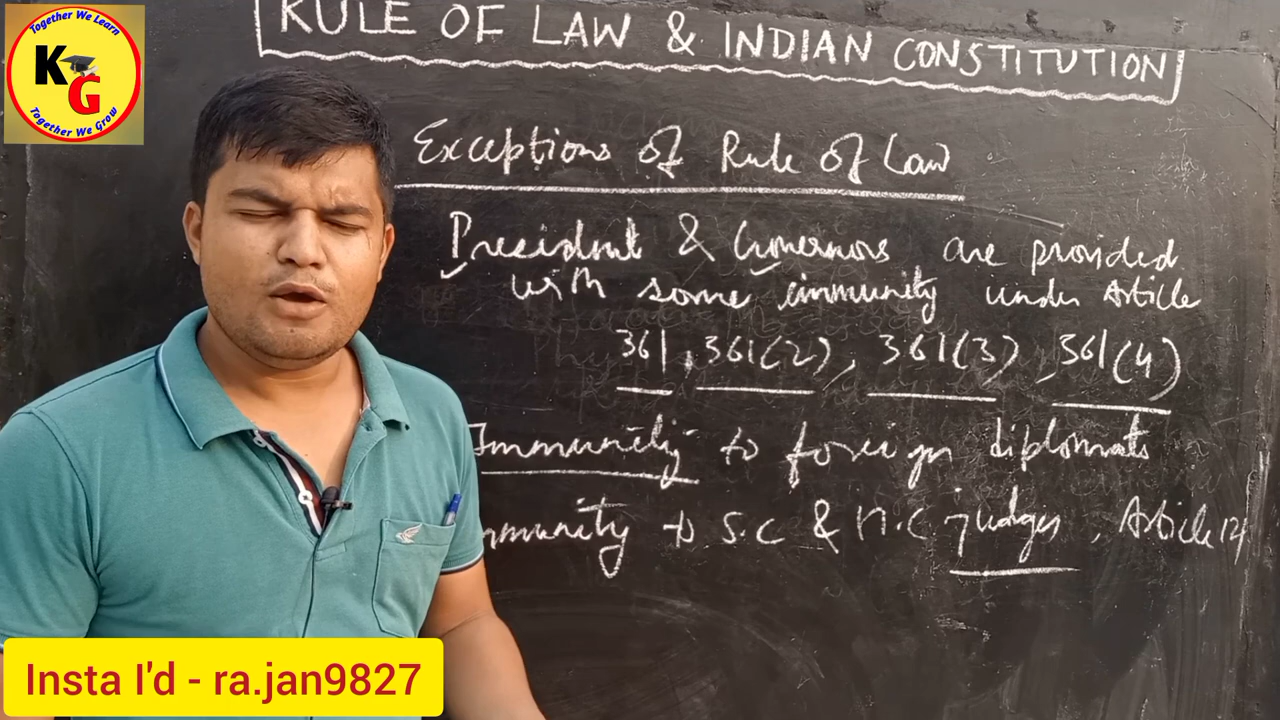 Together We Learn
KG
Together We Grow
RULE OF LAW & INDIAN CONSTITUTION
Exceptions of Rule of Law
President & Governors are provided
with some immunity under Article
361, 361(2), 361(3), 361(4)
Immunity to foreign diplomats
mmunity to S.C & H.C judges, Article
Insta I'd - ra.jan9827